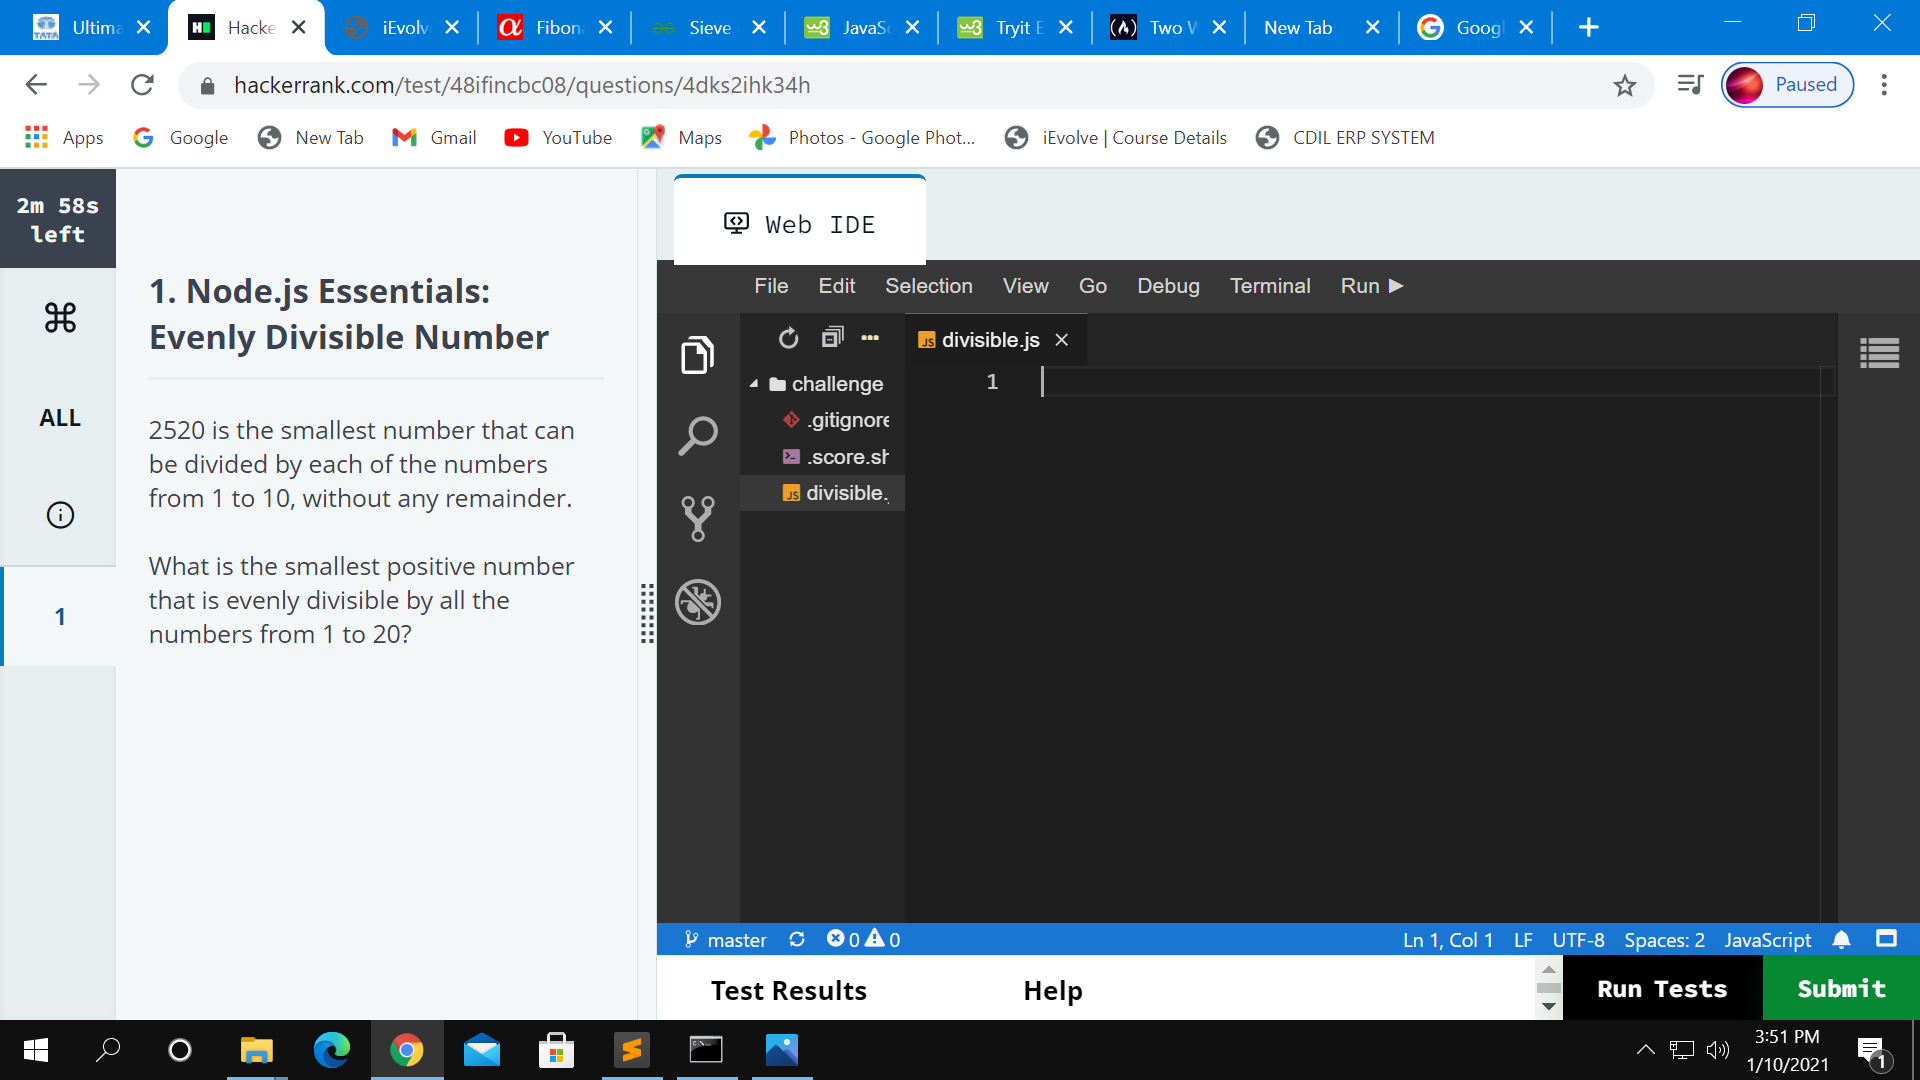 Ultima
Hacke
iEvolv
Fibon
Sieve
JavaSc
Tryit E
Two W
New Tab
Googl
hackerrank.com/test/48ifincbc08/questions/4dks2ihk34h
Paused
Apps
Google
New Tab
Gmail
YouTube
Maps
Photos - Google Phot...
iEvolve | Course Details
CDIL ERP SYSTEM
2m 58s
left
ALL
1
1. Node.js Essentials:
Evenly Divisible Number
2520 is the smallest number that can
be divided by each of the numbers
from 1 to 10, without any remainder.
What is the smallest positive number
that is evenly divisible by all the
numbers from 1 to 20?
Web IDE
File Edit Selection View Go Debug Terminal Run
challenge
.gitignore
.score.sh
divisible.
divisible.js
1
master
0 0
Ln 1, Col 1 LF UTF-8 Spaces: 2 JavaScript
Test Results
Help
Run Tests
Submit
3:51 PM
1/10/2021
1